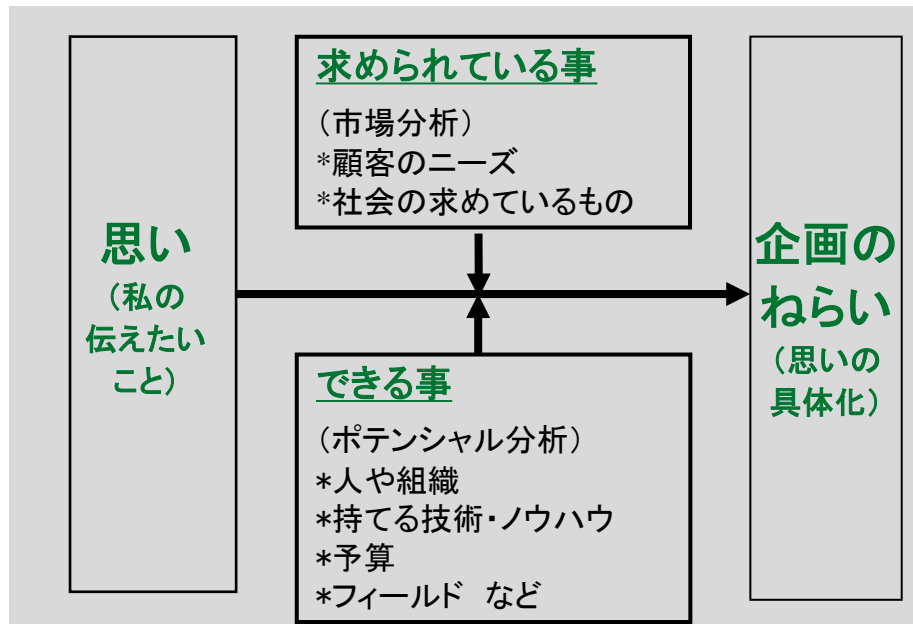 思い
（私の
伝えたい
こと）
求められている事
（市場分析）
*顧客のニーズ
*社会の求めているもの
できる事
（ポテンシャル分析）
*人や組織
*持てる技術・ノウハウ
*予算
*フィールド　など
企画の
ねらい
（思いの
具体化）